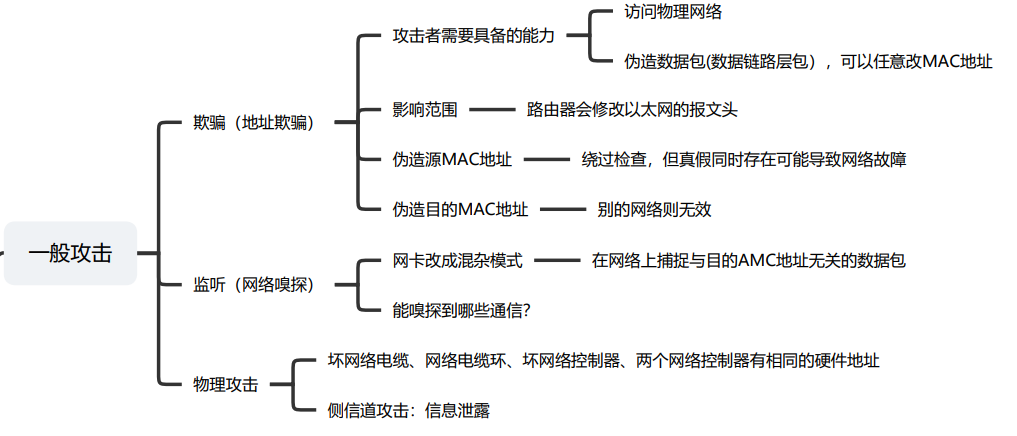 一般攻击
欺骗（地址欺骗）
攻击者需要具备的能力
访问物理网络
伪造数据包(数据链路层包），可以任意改MAC地址
影响范围
路由器会修改以太网的报文头
伪造源MAC地址
绕过检查，但真假同时存在可能导致网络故障
伪造目的MAC地址
别的网络则无效
监听（网络嗅探）
网卡改成混杂模式
在网络上捕捉与目的AMC地址无关的数据包
能嗅探到哪些通信？
物理攻击
坏网络电缆、网络电缆环、坏网络控制器、两个网络控制器有相同的硬件地址
侧信道攻击：信息泄露